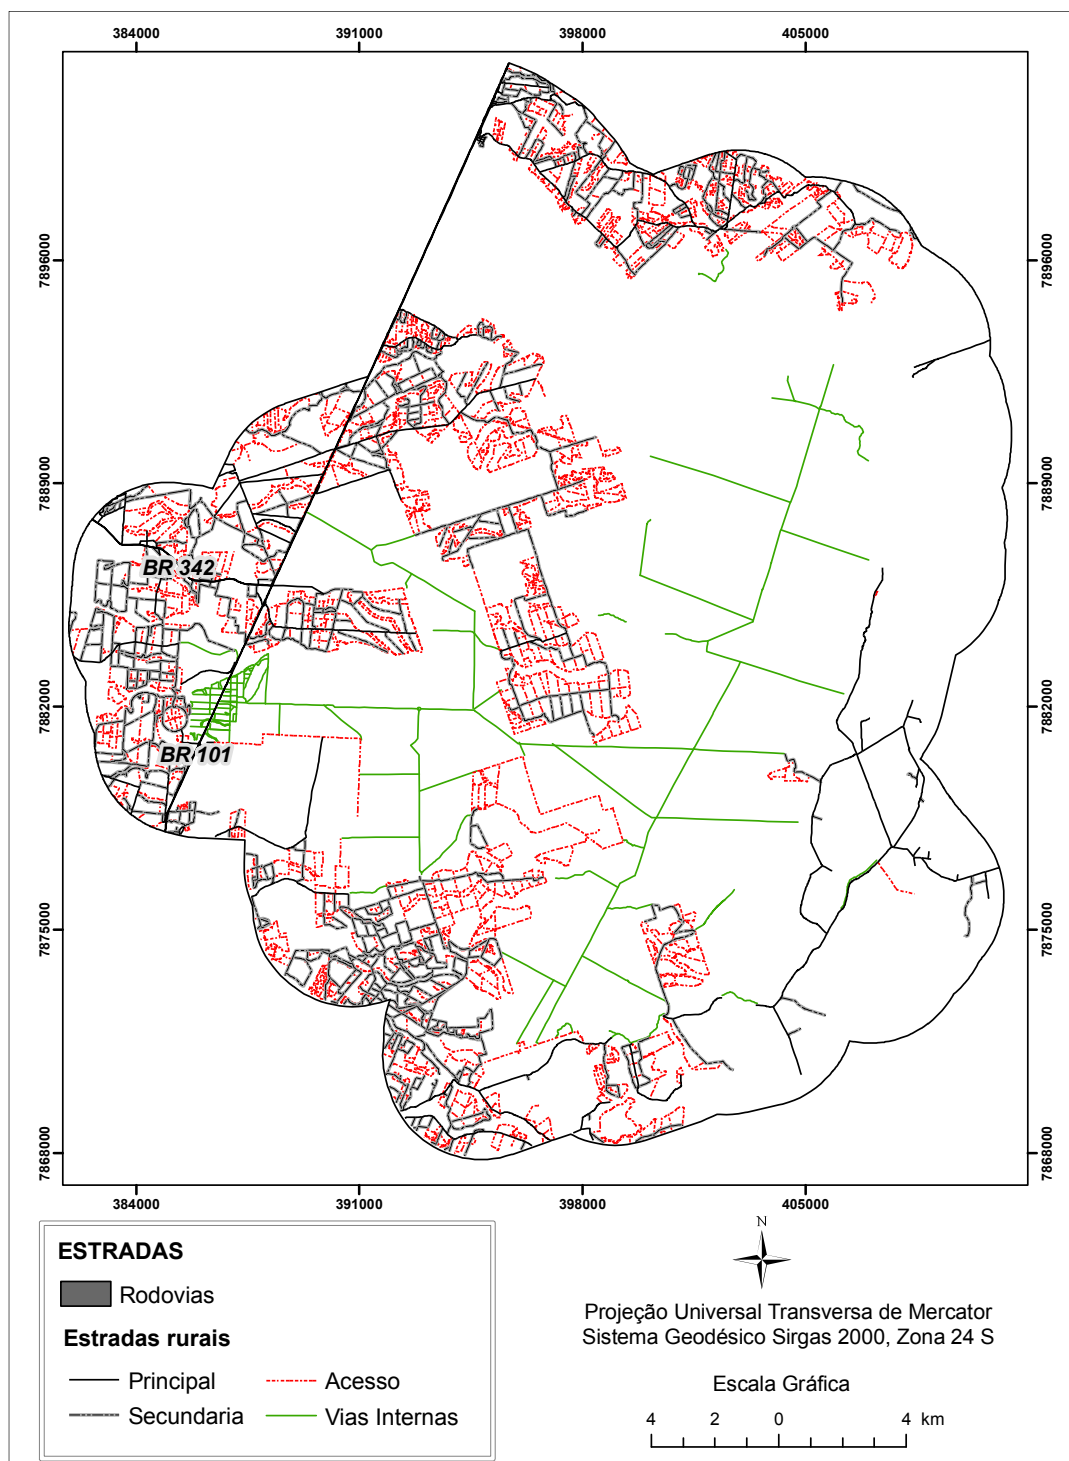 384000 391000 398000 405000
7896000 7896000
7889000 7889000
BR 342
7882000 7882000
BR 101
7875000 7875000
7868000 7868000
384000 391000 398000 405000
ESTRADAS
Rodovias
Estradas rurais
Principal Acesso
Secundaria Vias Internas
N
Projeção Universal Transversa de Mercator
Sistema Geodésico Sirgas 2000, Zona 24 S
Escala Gráfica
4 2 0 4 km